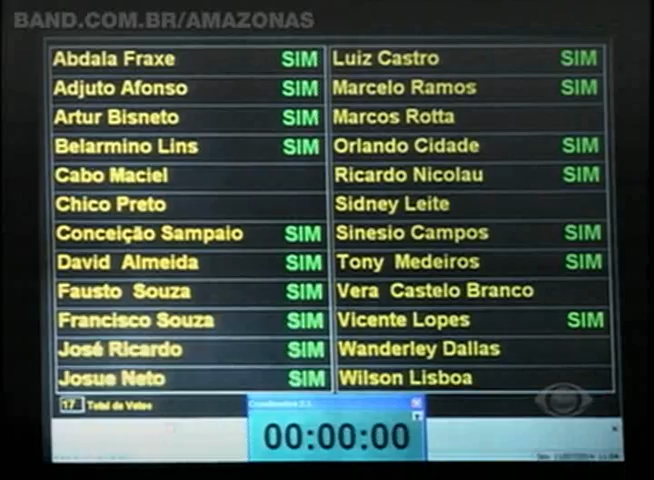 BAND.COM.BR/AMAZONAS
Abdala Fraxe SIM
Adjuto Afonso SIM
Artur Bisneto SIM
Belarmino Lins SIM
Cabo Maciel
Chico Preto
Conceição Sampaio SIM
David Almeida SIM
Fausto Souza SIM
Francisco Souza SIM
José Ricardo SIM
Josue Neto SIM
Luiz Castro SIM
Marcelo Ramos SIM
Marcos Rotta
Orlando Cidade SIM
Ricardo Nicolau SIM
Sidney Leite
Sinesio Campos SIM
Tony Medeiros SIM
Vera Castelo Branco
Vicente Lopes SIM
Wanderley Dallas
Wilson Lisboa
17 Total de Votos
00:00:00